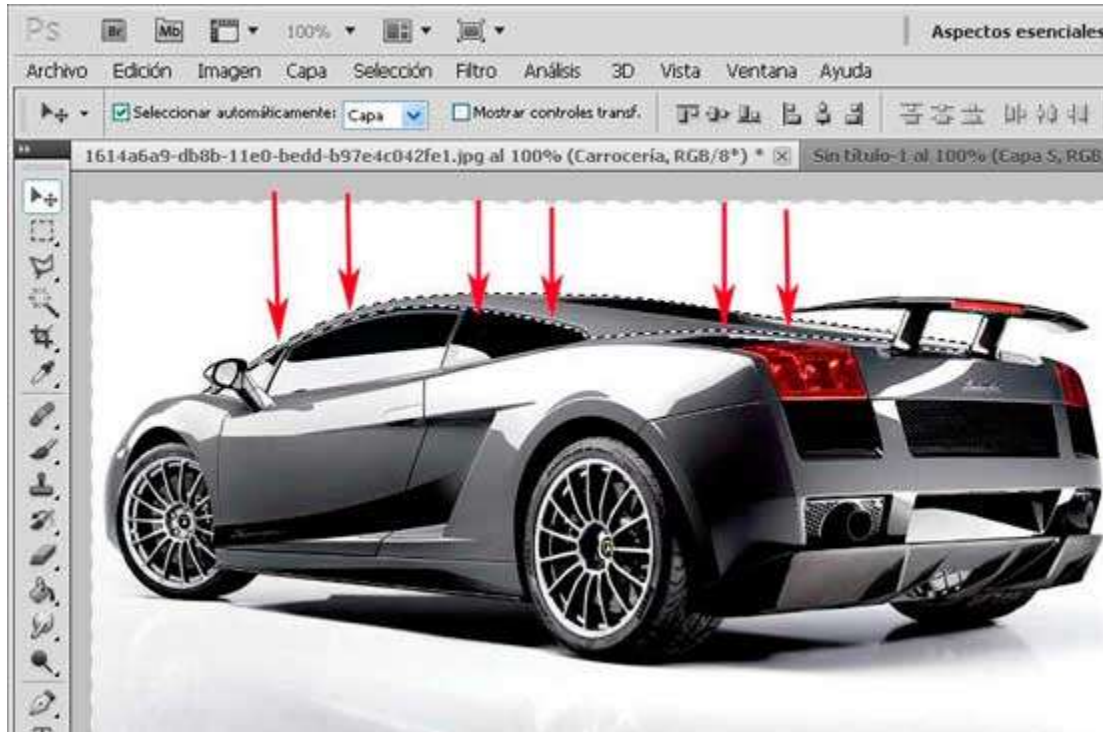 Ps Br Mb 100% Aspectos esenciales
Archivo Edición Imagen Capa Selección Filtro Análisis 3D Vista Ventana Ayuda
Seleccionar automáticamente: Capa Mostrar controles transf.
1614a6a9-db8b-11e0-bedd-b97e4c042fe1.jpg al 100% (Carrocería, RGB/8*) * Sin título-1 al 100% (Capa 5, RGB